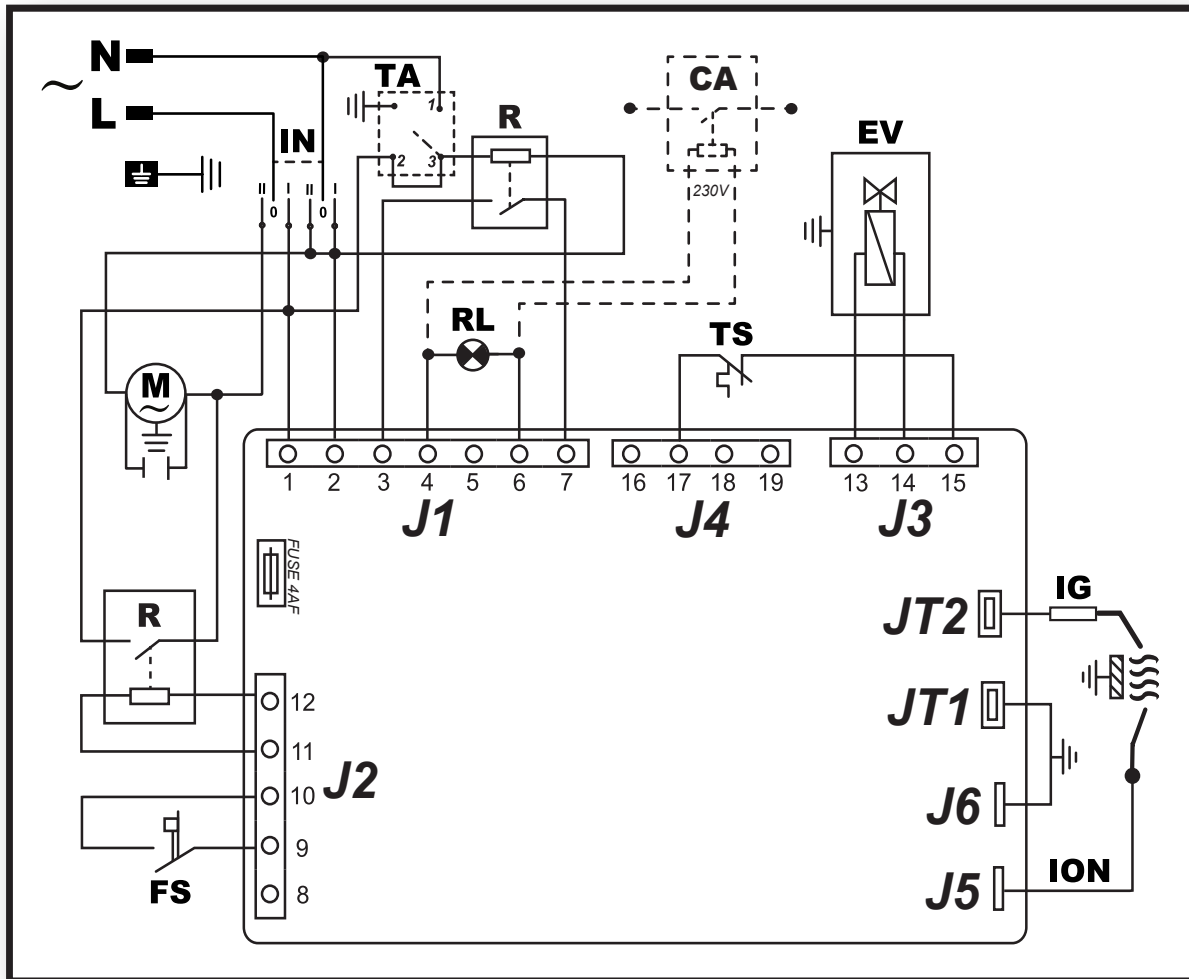 N
~
L
IN
II 0 I II 0 I
TA
1
2 3
R
CA
230V
EV
RL
TS
M
~
1 2 3 4 5 6 7
J1
16 17 18 19
J4
13 14 15
J3
FUSE 4AF
R
12
11
10
9
8
J2
FS
JT2
IG
JT1
J6
J5
ION